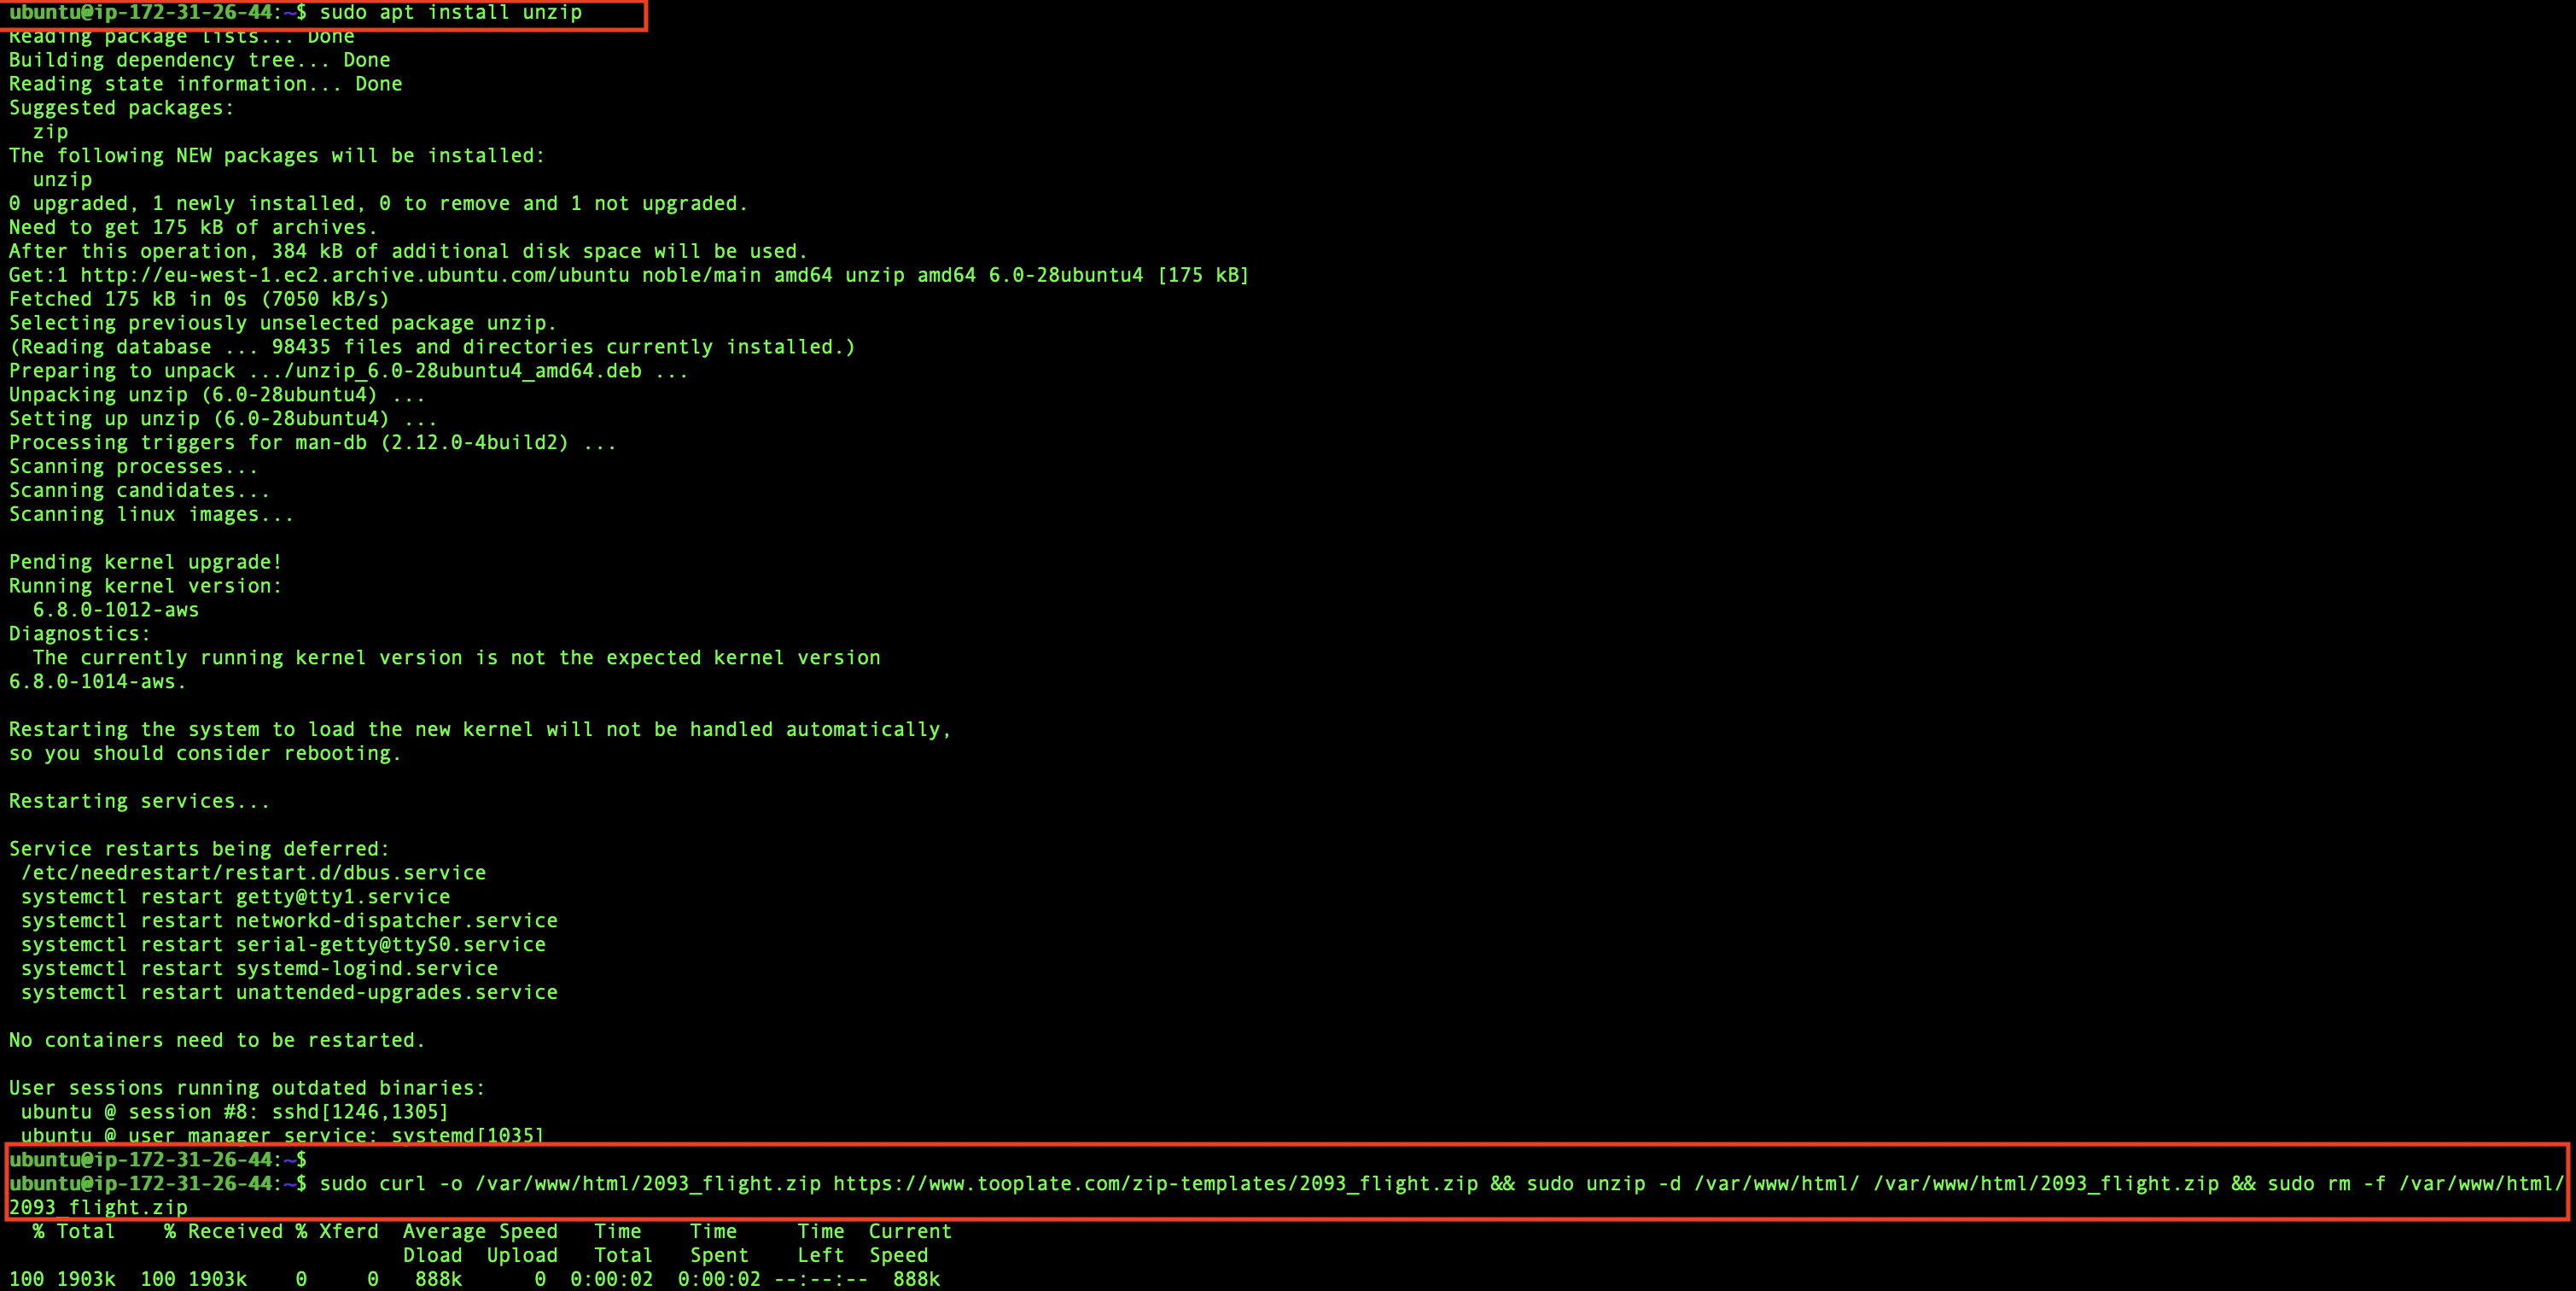 ubuntu@ip-172-31-26-44:~$ sudo apt install unzip
Reading package lists... Done
Building dependency tree... Done
Reading state information... Done
Suggested packages:
  zip
The following NEW packages will be installed:
  unzip
0 upgraded, 1 newly installed, 0 to remove and 1 not upgraded.
Need to get 175 kB of archives.
After this operation, 384 kB of additional disk space will be used.
Get:1 http://eu-west-1.ec2.archive.ubuntu.com/ubuntu noble/main amd64 unzip amd64 6.0-28ubuntu4 [175 kB]
Fetched 175 kB in 0s (7050 kB/s)
Selecting previously unselected package unzip.
(Reading database ... 98435 files and directories currently installed.)
Preparing to unpack .../unzip_6.0-28ubuntu4_amd64.deb ...
Unpacking unzip (6.0-28ubuntu4) ...
Setting up unzip (6.0-28ubuntu4) ...
Processing triggers for man-db (2.12.0-4build2) ...
Scanning processes...
Scanning candidates...
Scanning linux images...

Pending kernel upgrade!
Running kernel version:
  6.8.0-1012-aws
Diagnostics:
  The currently running kernel version is not the expected kernel version
6.8.0-1014-aws.

Restarting the system to load the new kernel will not be handled automatically,
so you should consider rebooting.

Restarting services...

Service restarts being deferred:
 /etc/needrestart/restart.d/dbus.service
 systemctl restart getty@tty1.service
 systemctl restart networkd-dispatcher.service
 systemctl restart serial-getty@ttyS0.service
 systemctl restart systemd-logind.service
 systemctl restart unattended-upgrades.service

No containers need to be restarted.

User sessions running outdated binaries:
 ubuntu @ session #8: sshd[1246,1305]
 ubuntu @ user manager service: systemd[1035]
ubuntu@ip-172-31-26-44:~$
ubuntu@ip-172-31-26-44:~$ sudo curl -o /var/www/html/2093_flight.zip https://www.tooplate.com/zip-templates/2093_flight.zip && sudo unzip -d /var/www/html/ /var/www/html/2093_flight.zip && sudo rm -f /var/www/html/
2093_flight.zip
  % Total    % Received % Xferd  Average Speed   Time    Time     Time  Current
                                 Dload  Upload   Total   Spent    Left  Speed
100 1903k  100 1903k    0     0   888k      0  0:00:02  0:00:02 --:--:--  888k